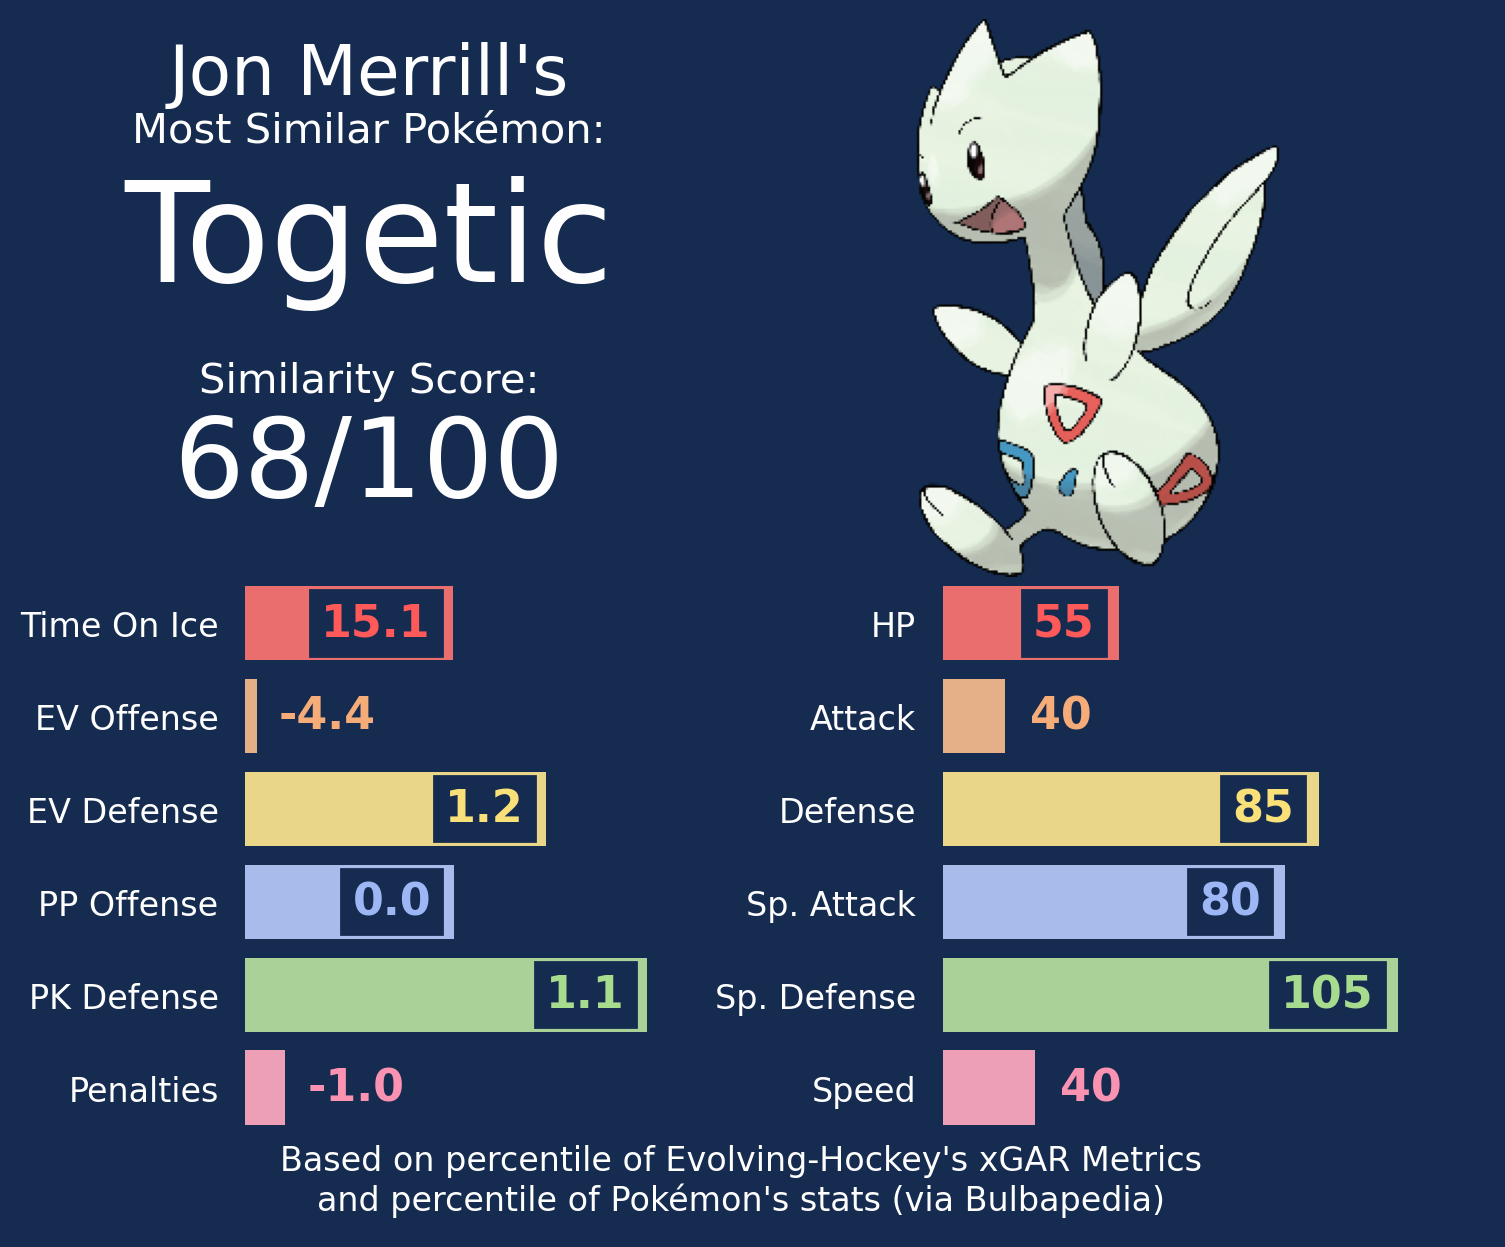 Jon Merrill's
Most Similar Pokémon:
Togetic
Similarity Score:
68/100
Time On Ice 15.1
EV Offense -4.4
EV Defense 1.2
PP Offense 0.0
PK Defense 1.1
Penalties -1.0
HP 55
Attack 40
Defense 85
Sp. Attack 80
Sp. Defense 105
Speed 40
Based on percentile of Evolving-Hockey's xGAR Metrics
and percentile of Pokémon's stats (via Bulbapedia)